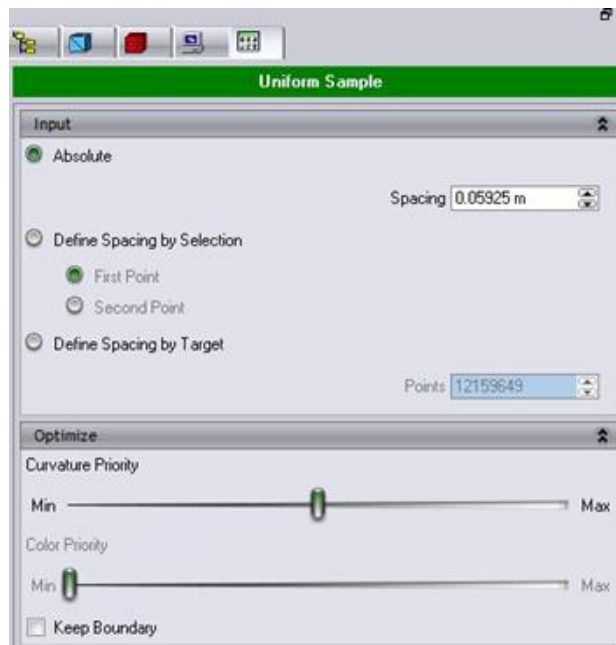 Uniform Sample
Input
Absolute
Spacing 0.05925 m
Define Spacing by Selection
First Point
Second Point
Define Spacing by Target
Points 12159649
Optimize
Curvature Priority
Min Max
Color Priority
Min Max
Keep Boundary